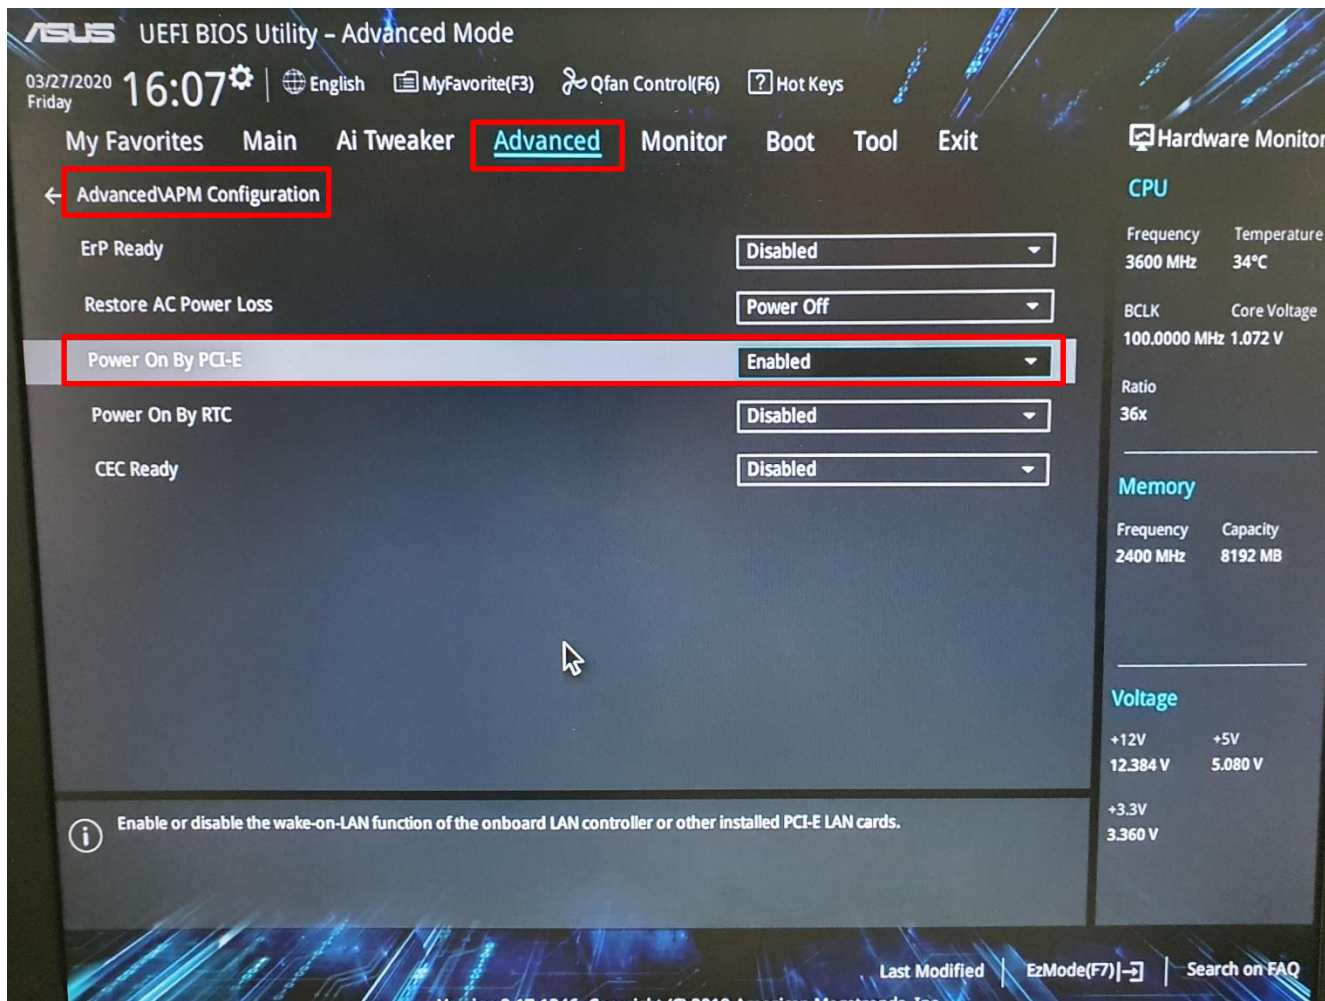 ASUS UEFI BIOS Utility – Advanced Mode
03/27/2020
Friday
16:07
English
MyFavorite(F3)
Qfan Control(F6)
? Hot Keys
My Favorites Main Ai Tweaker Advanced Monitor Boot Tool Exit
Hardware Monitor
← Advanced\APM Configuration
ErP Ready Disabled
Restore AC Power Loss Power Off
Power On By PCI-E Enabled
Power On By RTC Disabled
CEC Ready Disabled
CPU
Frequency Temperature
3600 MHz 34°C
BCLK Core Voltage
100.0000 MHz 1.072 V
Ratio
36x
Memory
Frequency Capacity
2400 MHz 8192 MB
Voltage
+12V +5V
12.384 V 5.080 V
+3.3V
3.360 V
i Enable or disable the wake-on-LAN function of the onboard LAN controller or other installed PCI-E LAN cards.
Last Modified EzMode(F7) Search on FAQ